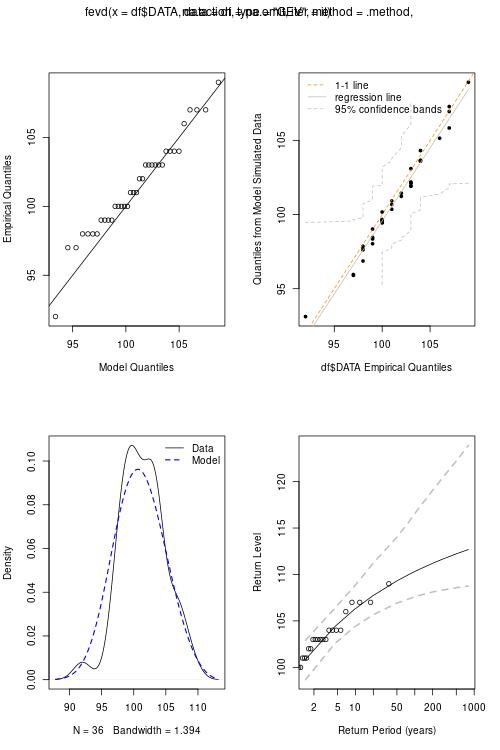 fevd(x = df$DATA,
Empirical Quantiles
95
100
105
95
100
105
Model Quantiles
1-1 line
regression line
95% confidence bands
Quantiles from Model Simulated Data
95
100
105
95
100
105
df$DATA Empirical Quantiles
Data
Model
Density
0.00
0.02
0.04
0.06
0.08
0.10
90
95
100
105
110
N = 36 Bandwidth = 1.394
Return Level
100
105
110
115
120
2
5
10
50
200
1000
Return Period (years)